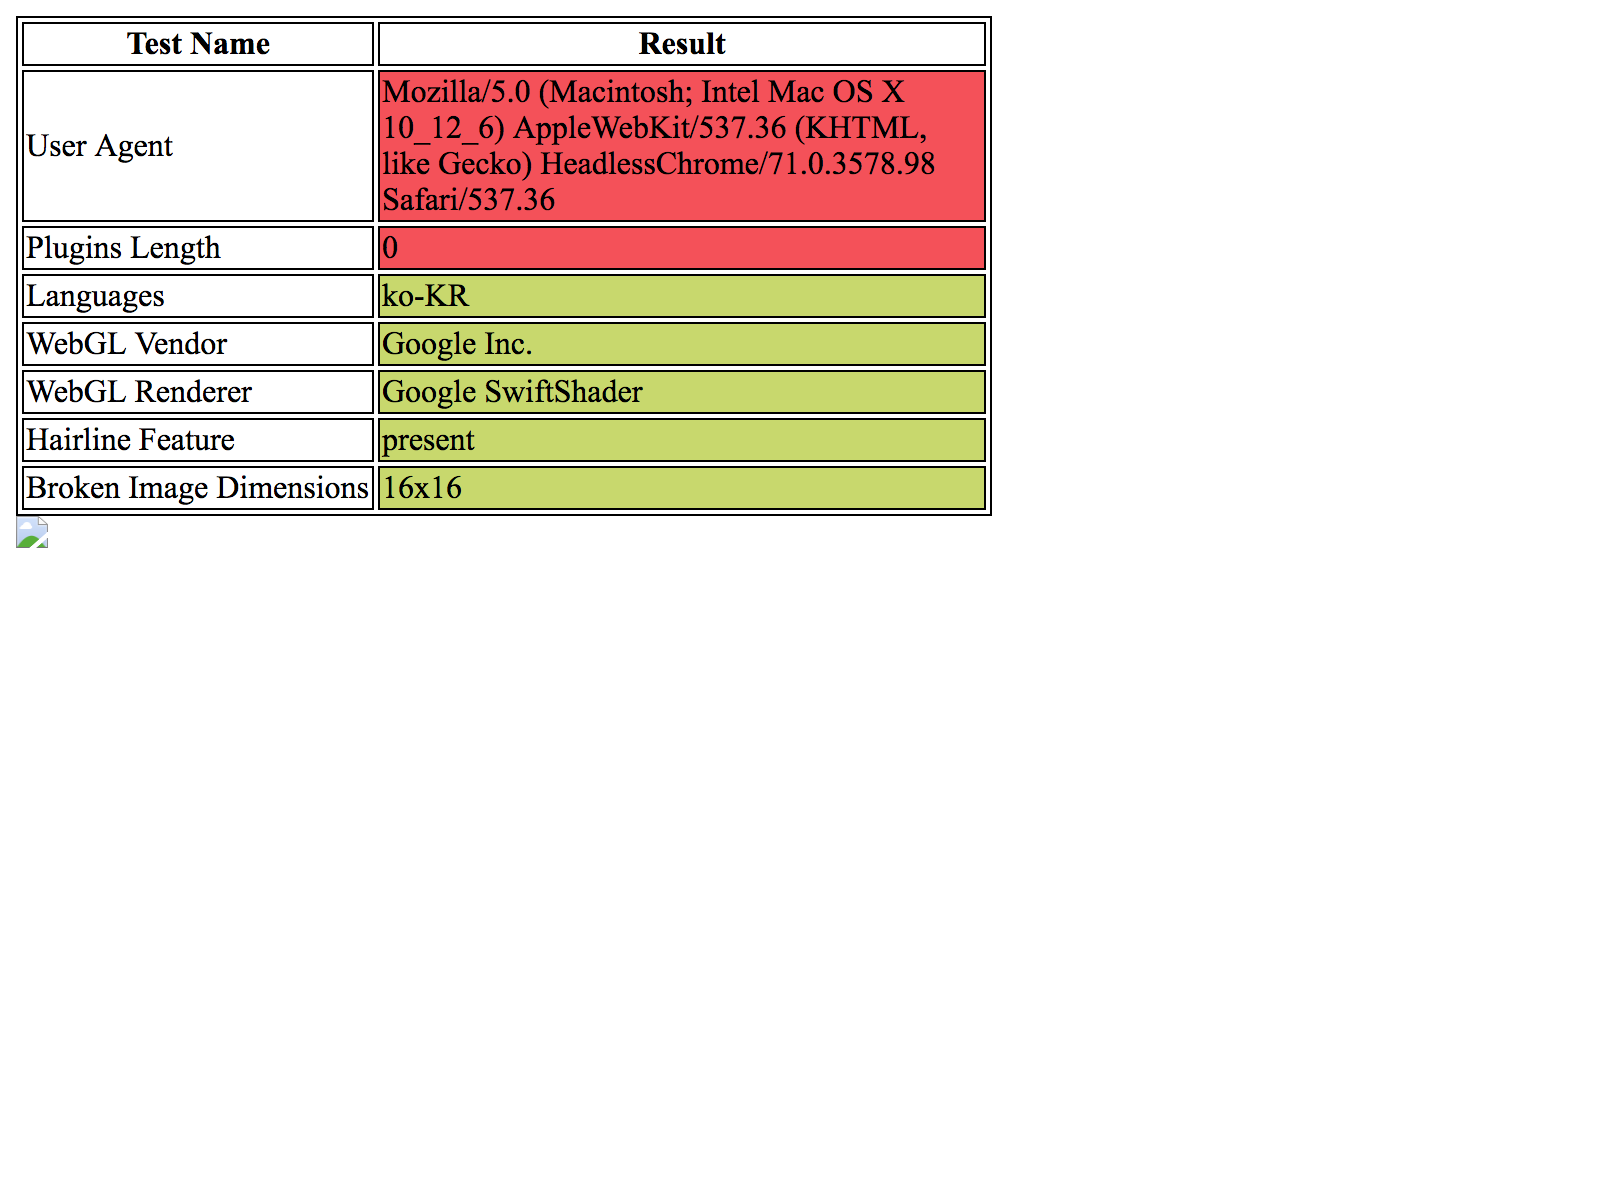 Test Name Result
User Agent
Mozilla/5.0 (Macintosh; Intel Mac OS X
10_12_6) AppleWebKit/537.36 (KHTML,
like Gecko) HeadlessChrome/71.0.3578.98
Safari/537.36
Plugins Length 0
Languages ko-KR
WebGL Vendor Google Inc.
WebGL Renderer Google SwiftShader
Hairline Feature present
Broken Image Dimensions 16x16